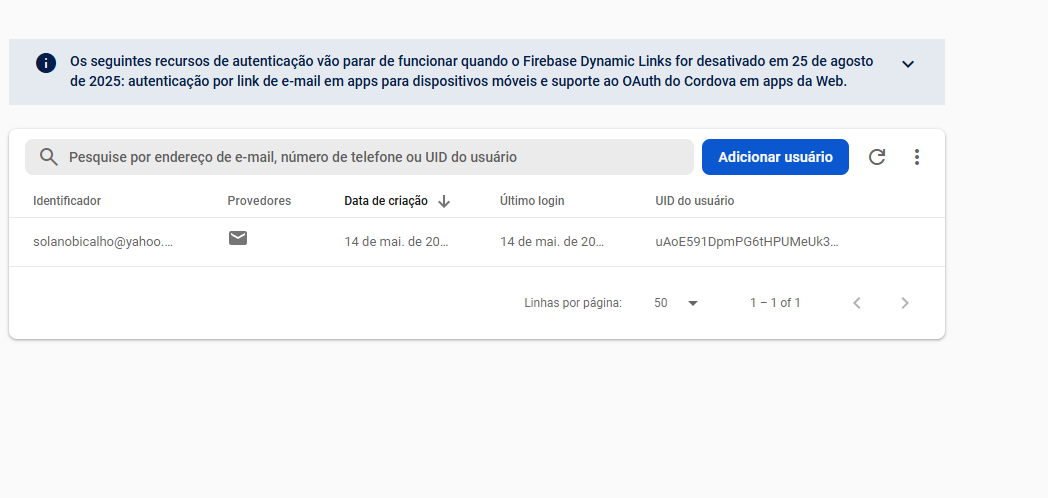 Os seguintes recursos de autenticação vão parar de funcionar quando o Firebase Dynamic Links for desativado em 25 de agosto
de 2025: autenticação por link de e-mail em apps para dispositivos móveis e suporte ao OAuth do Cordova em apps da Web.
Pesquise por endereço de e-mail, número de telefone ou UID do usuário
Adicionar usuário
Identificador Provedores Data de criação Último login UID do usuário
solanobicalho@yahoo.... 14 de mai. de 20... 14 de mai. de 20... uAoE591DpmPG6tHPUMeUk3...
Linhas por página: 50 1 – 1 of 1